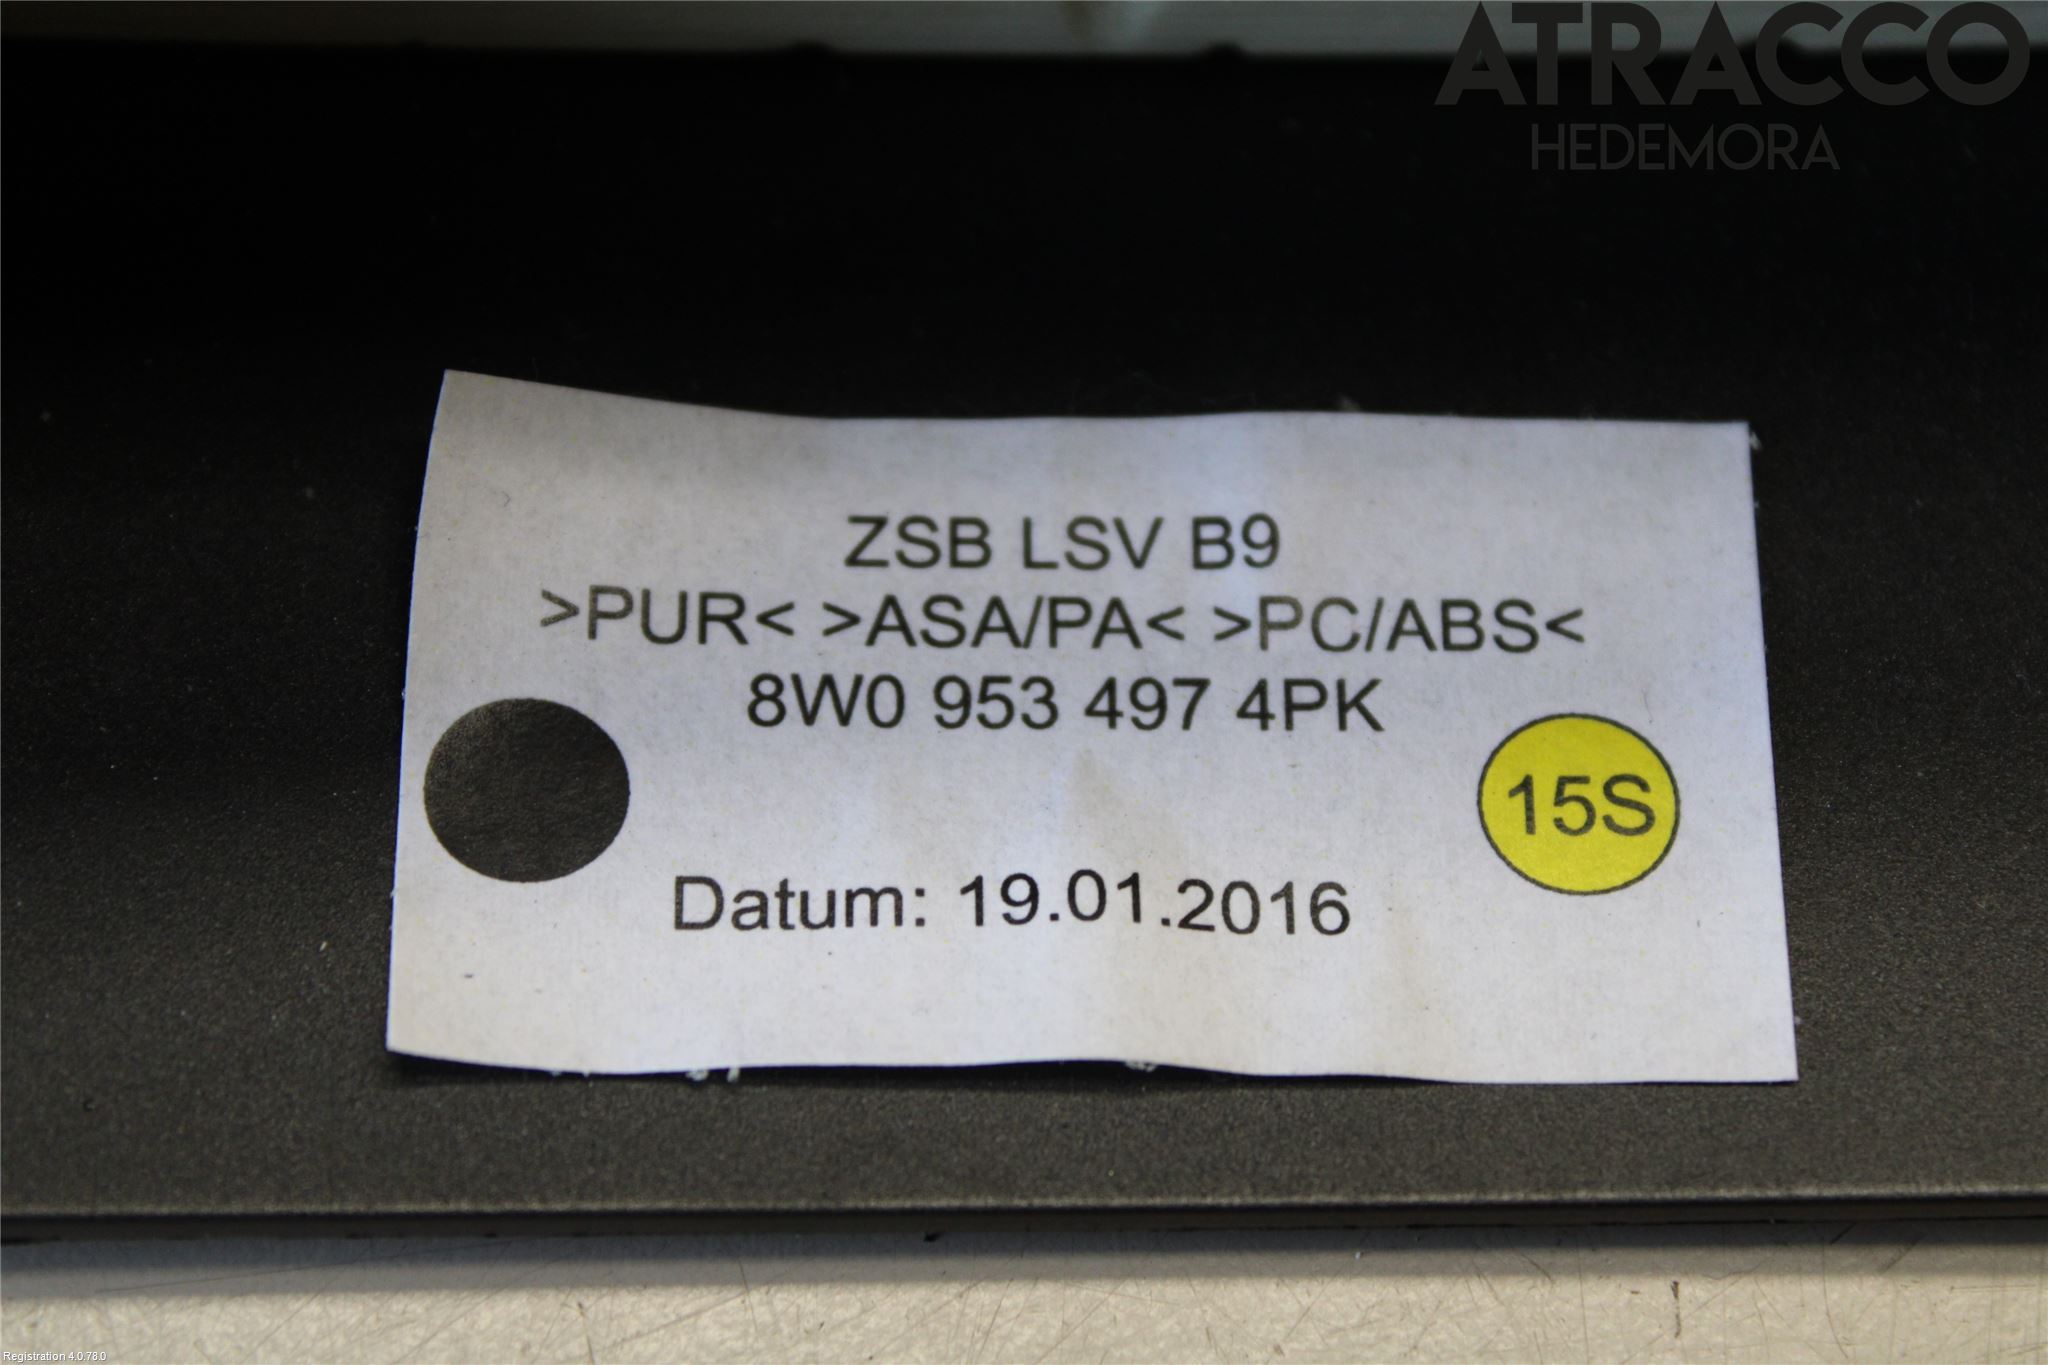 ATRACCO
HEDEMORA
ZSB LSV B9
>PUR< >ASA/PA< >PC/ABS<
8W0 953 497 4PK
15S
Datum: 19.01.2016
Registration 4.0.78.0